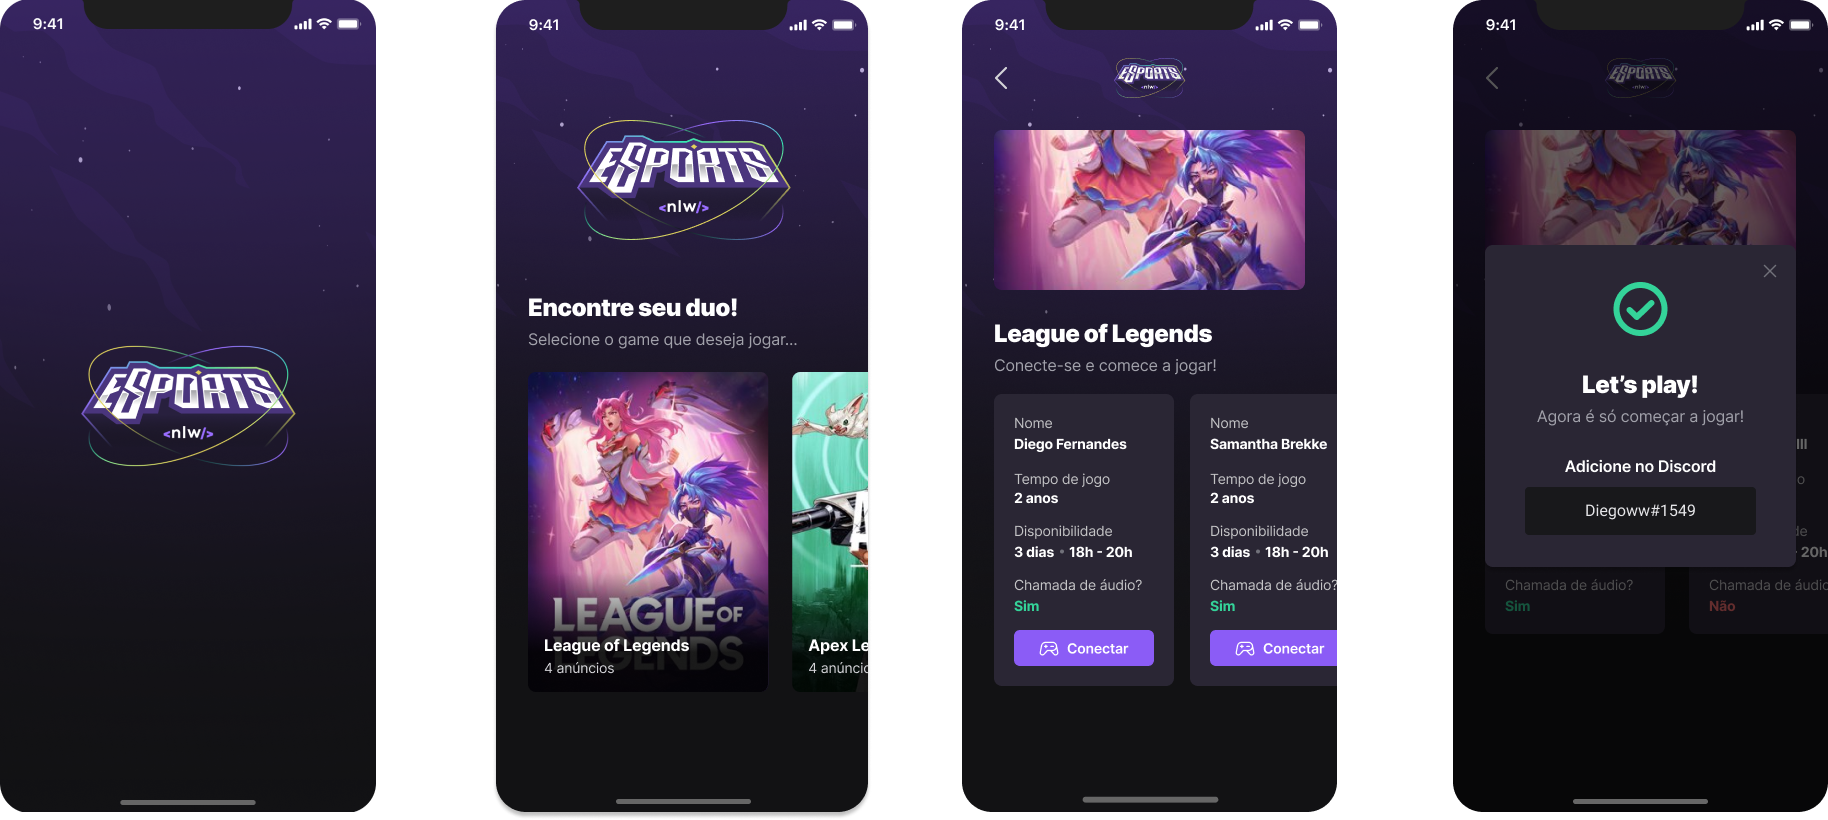 9:41
ESPORTS
<nlw/>
9:41
ESPORTS
<nlw/>
Encontre seu duo!
Selecione o game que deseja jogar...
LEAGUE OF
LEGENDS
League of Legends
4 anúncios
Apex Le
4 anúncio
9:41
ESPORTS
<nlw/>
League of Legends
Conecte-se e comece a jogar!
Nome
Diego Fernandes
Tempo de jogo
2 anos
Disponibilidade
3 dias • 18h - 20h
Chamada de áudio?
Sim
Conectar
Nome
Samantha Brekke
Tempo de jogo
2 anos
Disponibilidade
3 dias • 18h - 20h
Chamada de áudio?
Sim
Conectar
9:41
ESPORTS
<nlw/>
Let's play!
Agora é só começar a jogar!
Adicione no Discord
Diegoww#1549
20h
Chamada de áudio?
Sim
Chamada de áudio
Não